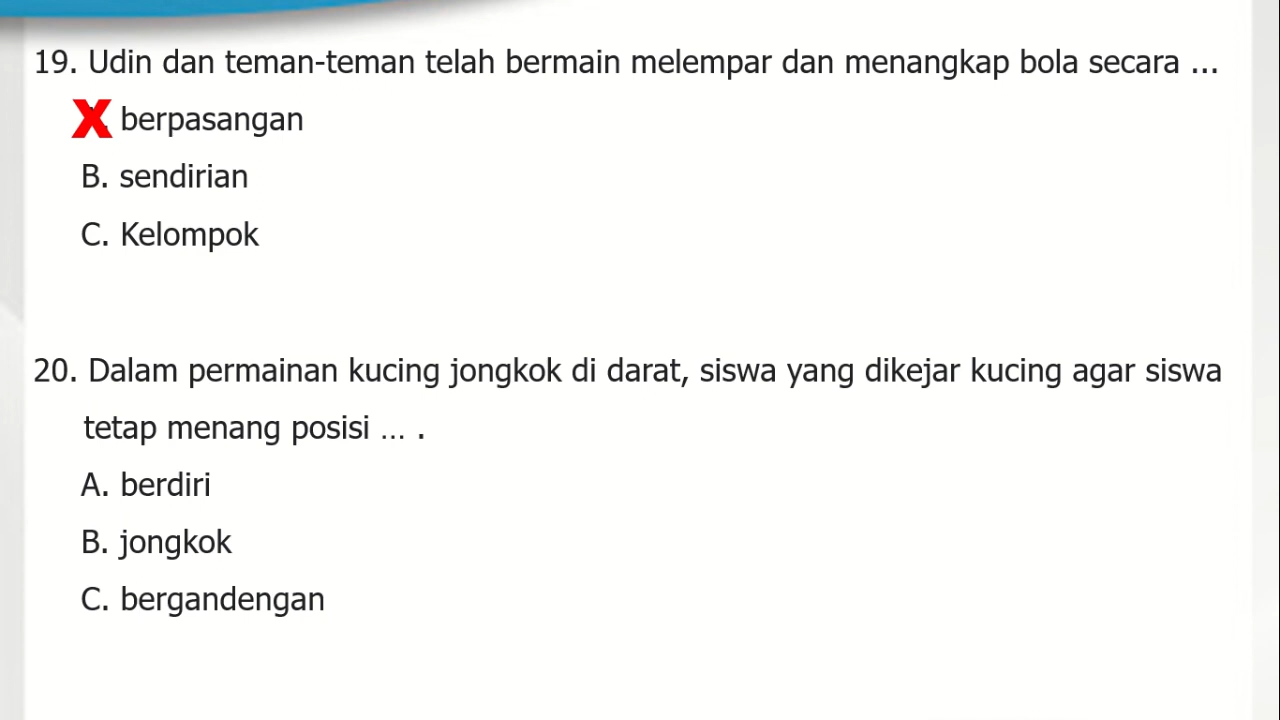 19. Udin dan teman-teman telah bermain melempar dan menangkap bola secara ...
X berpasangan
B. sendirian
C. Kelompok
20. Dalam permainan kucing jongkok di darat, siswa yang dikejar kucing agar siswa
tetap menang posisi ... .
A. berdiri
B. jongkok
C. bergandengan